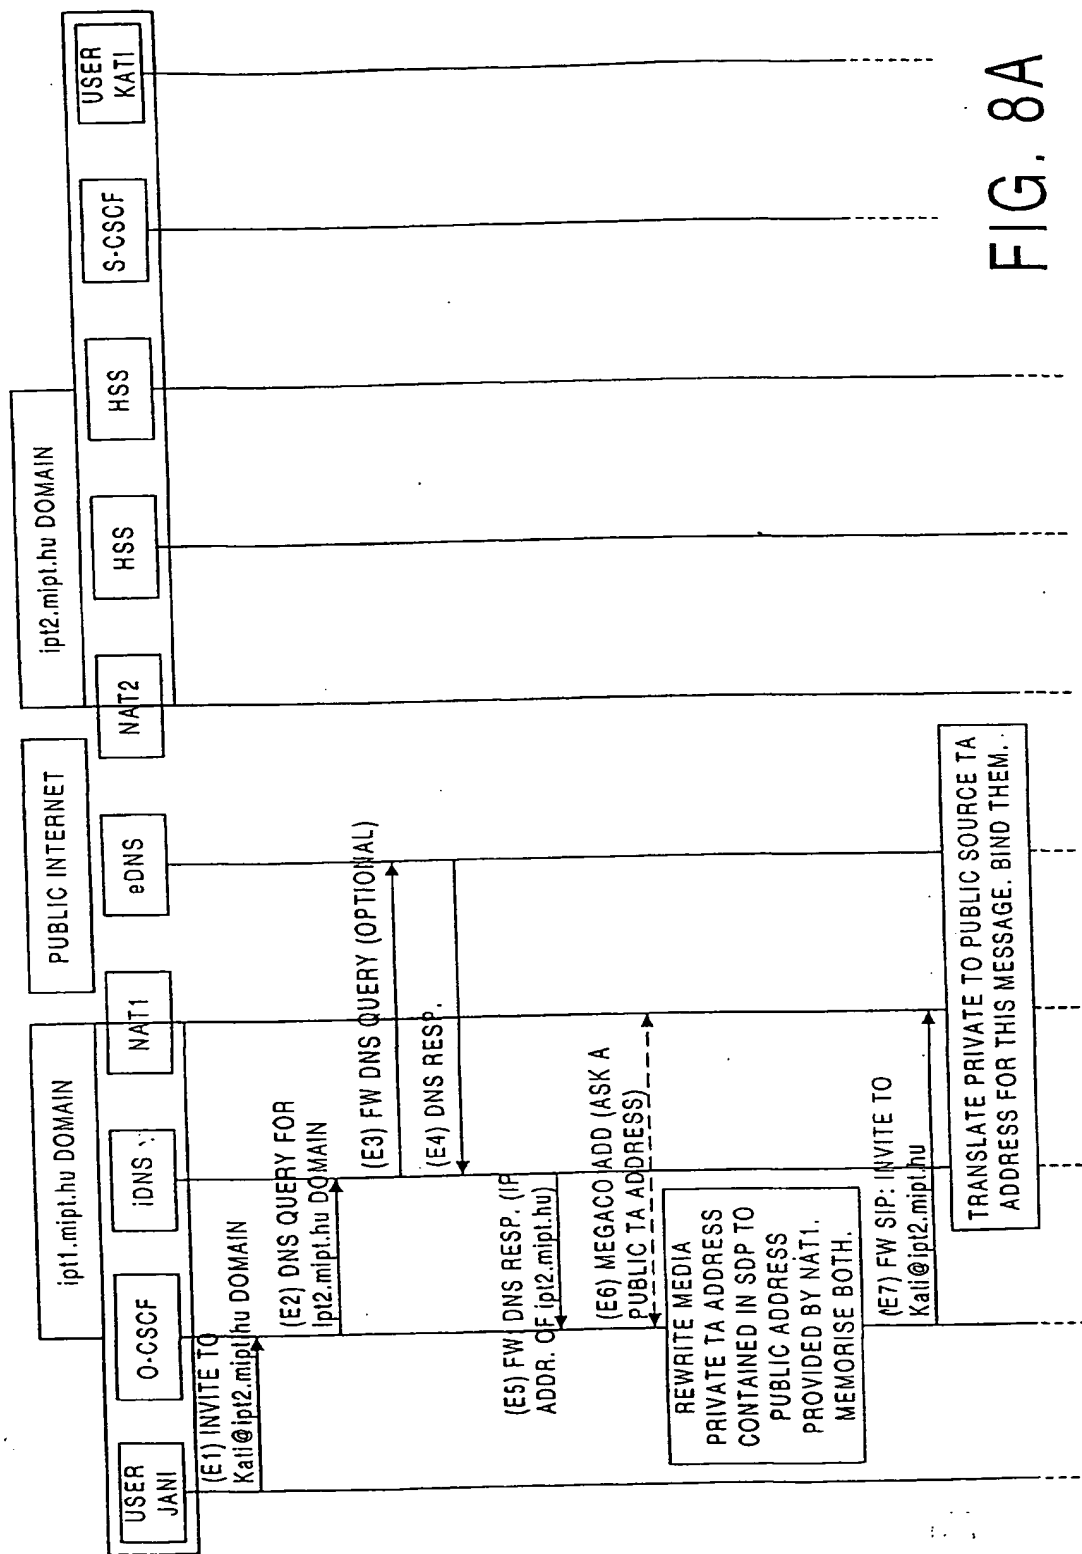 ipt1.mipt.hu DOMAIN
PUBLIC INTERNET
ipt2.mipt.hu DOMAIN
USER
JANI
O-CSCF
iDNS
NAT1
eDNS
NAT2
HSS
HSS
S-CSCF
USER
KATI
(E1) INVITE TO
Kati@ipt2.mipt.hu DOMAIN
(E2) DNS QUERY FOR
ipt2.mipt.hu DOMAIN
(E3) FW DNS QUERY (OPTIONAL)
(E4) DNS RESP.
(E5) FW: DNS RESP. (IP
ADDR. OF ipt2.mipt.hu)
(E6) MEGACO ADD (ASK A
PUBLIC TA ADDRESS)
REWRITE MEDIA
PRIVATE TA ADDRESS
CONTAINED IN SDP TO
PUBLIC ADDRESS
PROVIDED BY NAT1.
MEMORISE BOTH.
(E7) FW SIP: INVITE TO
Kati@ipt2.mipt.hu
TRANSLATE PRIVATE TO PUBLIC SOURCE TA
ADDRESS FOR THIS MESSAGE. BIND THEM.
FIG. 8A